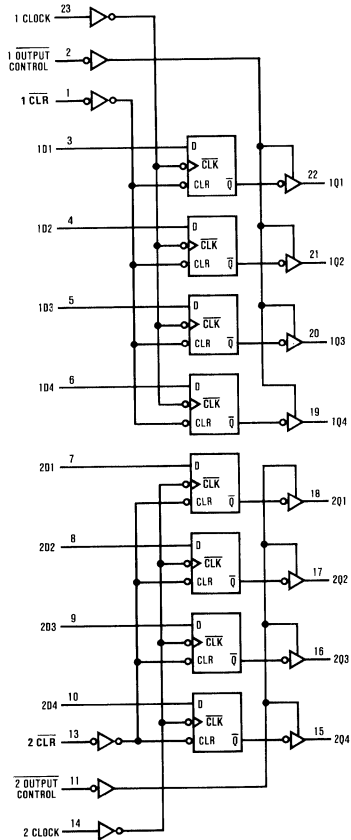 23
1 CLOCK
2
1 OUTPUT
CONTROL
1
1 CLR
3
1D1
D
CLK
CLR Q
22
1Q1
4
1D2
D
CLK
CLR Q
21
1Q2
5
1D3
D
CLK
CLR Q
20
1Q3
6
1D4
D
CLK
CLR Q
19
1Q4
7
2D1
D
CLK
CLR Q
18
2Q1
8
2D2
D
CLK
CLR Q
17
2Q2
9
2D3
D
CLK
CLR Q
16
2Q3
10
2D4
D
CLK
CLR Q
15
2Q4
13
2 CLR
11
2 OUTPUT
CONTROL
14
2 CLOCK